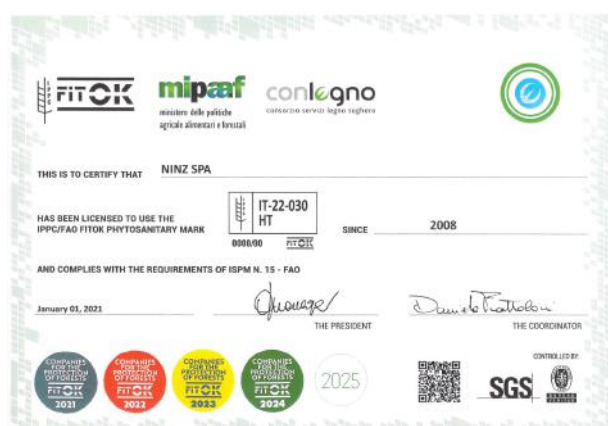 IPPC
FITOK
mipaaf
ministero delle politiche
agricole alimentari e forestali
conlegno
consorzio servizi legno sughero
THIS IS TO CERTIFY THAT NINZ SPA
HAS BEEN LICENSED TO USE THE
IPPC/FAO FITOK PHYTOSANITARY MARK
IT-22-030
HT
0000/00 FITOK
SINCE 2008
AND COMPLIES WITH THE REQUIREMENTS OF ISPM N. 15 - FAO
January 01, 2021
THE PRESIDENT
THE COORDINATOR
COMPANIES
FOR THE
PROTECTION
OF FORESTS
FITOK
2021
COMPANIES
FOR THE
PROTECTION
OF FORESTS
FITOK
2022
COMPANIES
FOR THE
PROTECTION
OF FORESTS
FITOK
2023
COMPANIES
FOR THE
PROTECTION
OF FORESTS
FITOK
2024
2025
CONTROLLED BY:
SGS